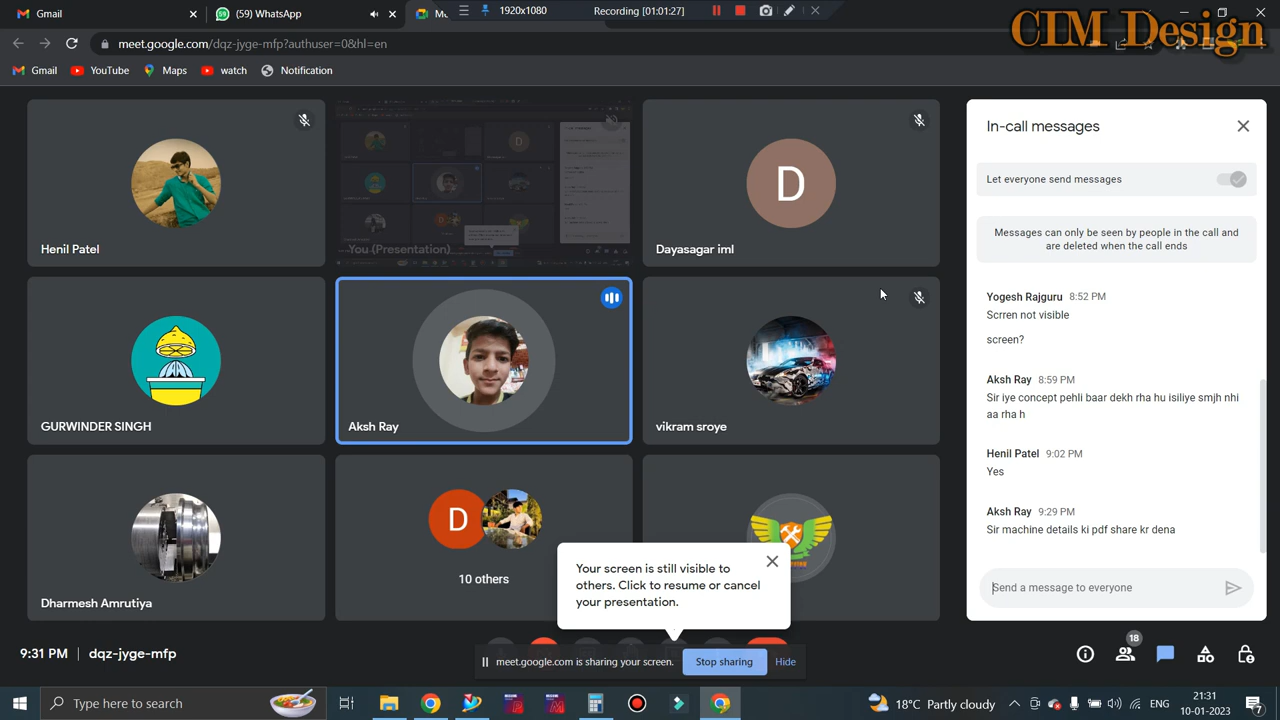 Gmail
(59) WhatsApp
1920x1080
Recording [01:01:27]
CIM Design
meet.google.com/dqz-jyge-mfp?authuser=0&hl=en
Gmail
YouTube
Maps
watch
Notification
Henil Patel
You (Presentation)
D
Dayasagar iml
GURWINDER SINGH
Aksh Ray
vikram sroye
Dharmesh Amrutiya
D
10 others
Your screen is still visible to
others. Click to resume or cancel
your presentation.
In-call messages
Let everyone send messages
Messages can only be seen by people in the call and
are deleted when the call ends
Yogesh Rajguru 8:52 PM
Scrren not visible
screen?
Aksh Ray 8:59 PM
Sir iye concept pehli baar dekh rha hu isiliye smjh nhi
aa rha h
Henil Patel 9:02 PM
Yes
Aksh Ray 9:29 PM
Sir machine details ki pdf share kr dena
Send a message to everyone
9:31 PM | dqz-jyge-mfp
meet.google.com is sharing your screen.
Stop sharing
Hide
18
Type here to search
18°C Partly cloudy
ENG
21:31
10-01-2023
7